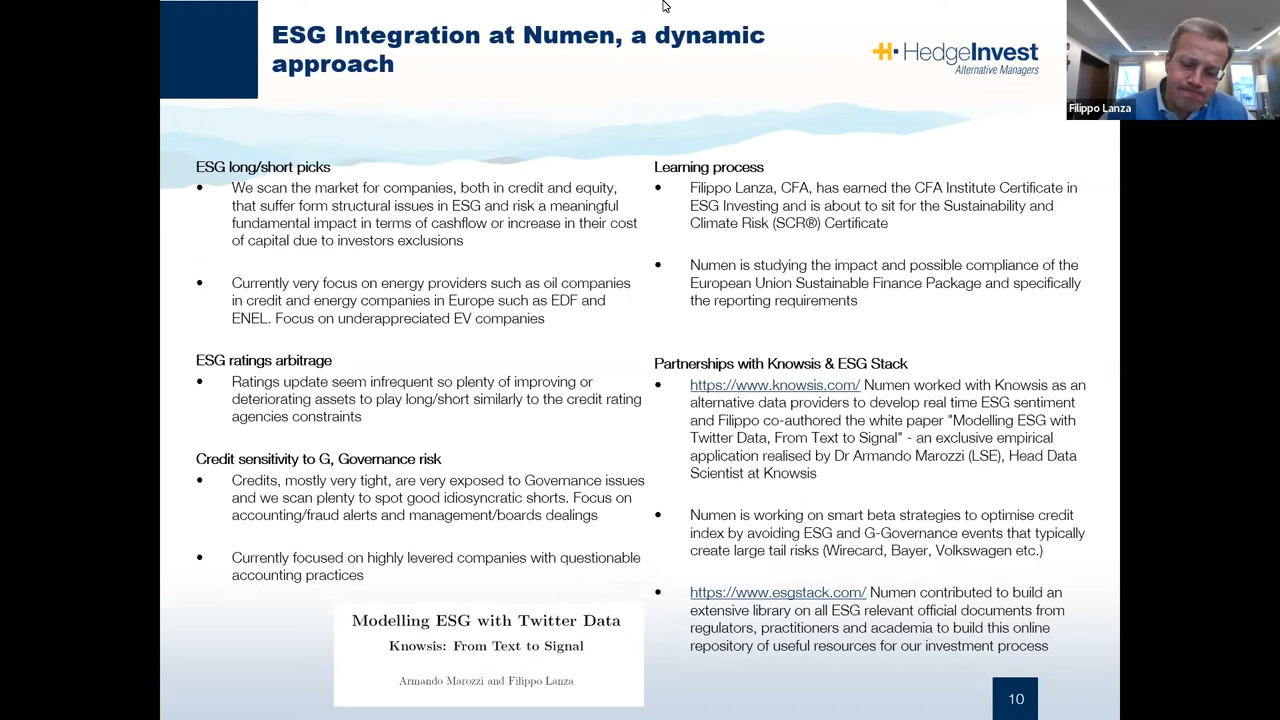 ESG Integration at Numen, a dynamic
approach
HedgeInvest
Alternative Managers
Filippo Lanza
ESG long/short picks
• We scan the market for companies, both in credit and equity,
that suffer form structural issues in ESG and risk a meaningful
fundamental impact in terms of cashflow or increase in their cost
of capital due to investors exclusions
• Currently very focus on energy providers such as oil companies
in credit and energy companies in Europe such as EDF and
ENEL. Focus on underappreciated EV companies
ESG ratings arbitrage
• Ratings update seem infrequent so plenty of improving or
deteriorating assets to play long/short similarly to the credit rating
agencies constraints
Credit sensitivity to G, Governance risk
• Credits, mostly very tight, are very exposed to Governance issues
and we scan plenty to spot good idiosyncratic shorts. Focus on
accounting/fraud alerts and management/boards dealings
• Currently focused on highly levered companies with questionable
accounting practices
Modelling ESG with Twitter Data
Knowsis: From Text to Signal
Armando Marozzi and Filippo Lanza
Learning process
• Filippo Lanza, CFA, has earned the CFA Institute Certificate in
ESG Investing and is about to sit for the Sustainability and
Climate Risk (SCR®) Certificate
• Numen is studying the impact and possible compliance of the
European Union Sustainable Finance Package and specifically
the reporting requirements
Partnerships with Knowsis & ESG Stack
• https://www.knowsis.com/ Numen worked with Knowsis as an
alternative data providers to develop real time ESG sentiment
and Filippo co-authored the white paper "Modelling ESG with
Twitter Data, From Text to Signal" - an exclusive empirical
application realised by Dr Armando Marozzi (LSE), Head Data
Scientist at Knowsis
• Numen is working on smart beta strategies to optimise credit
index by avoiding ESG and G-Governance events that typically
create large tail risks (Wirecard, Bayer, Volkswagen etc.)
• https://www.esgstack.com/ Numen contributed to build an
extensive library on all ESG relevant official documents from
regulators, practitioners and academia to build this online
repository of useful resources for our investment process
10